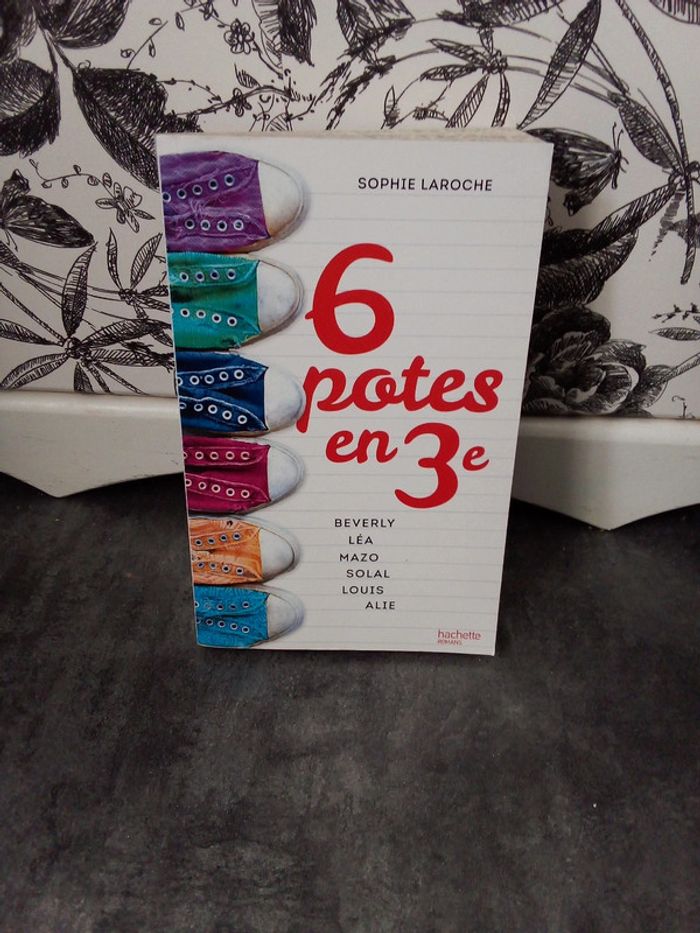 SOPHIE LAROCHE
6
potes
en 3e
BEVERLY
LÉA
MAZO
SOLAL
LOUIS
ALIE
hachette
ROMANS